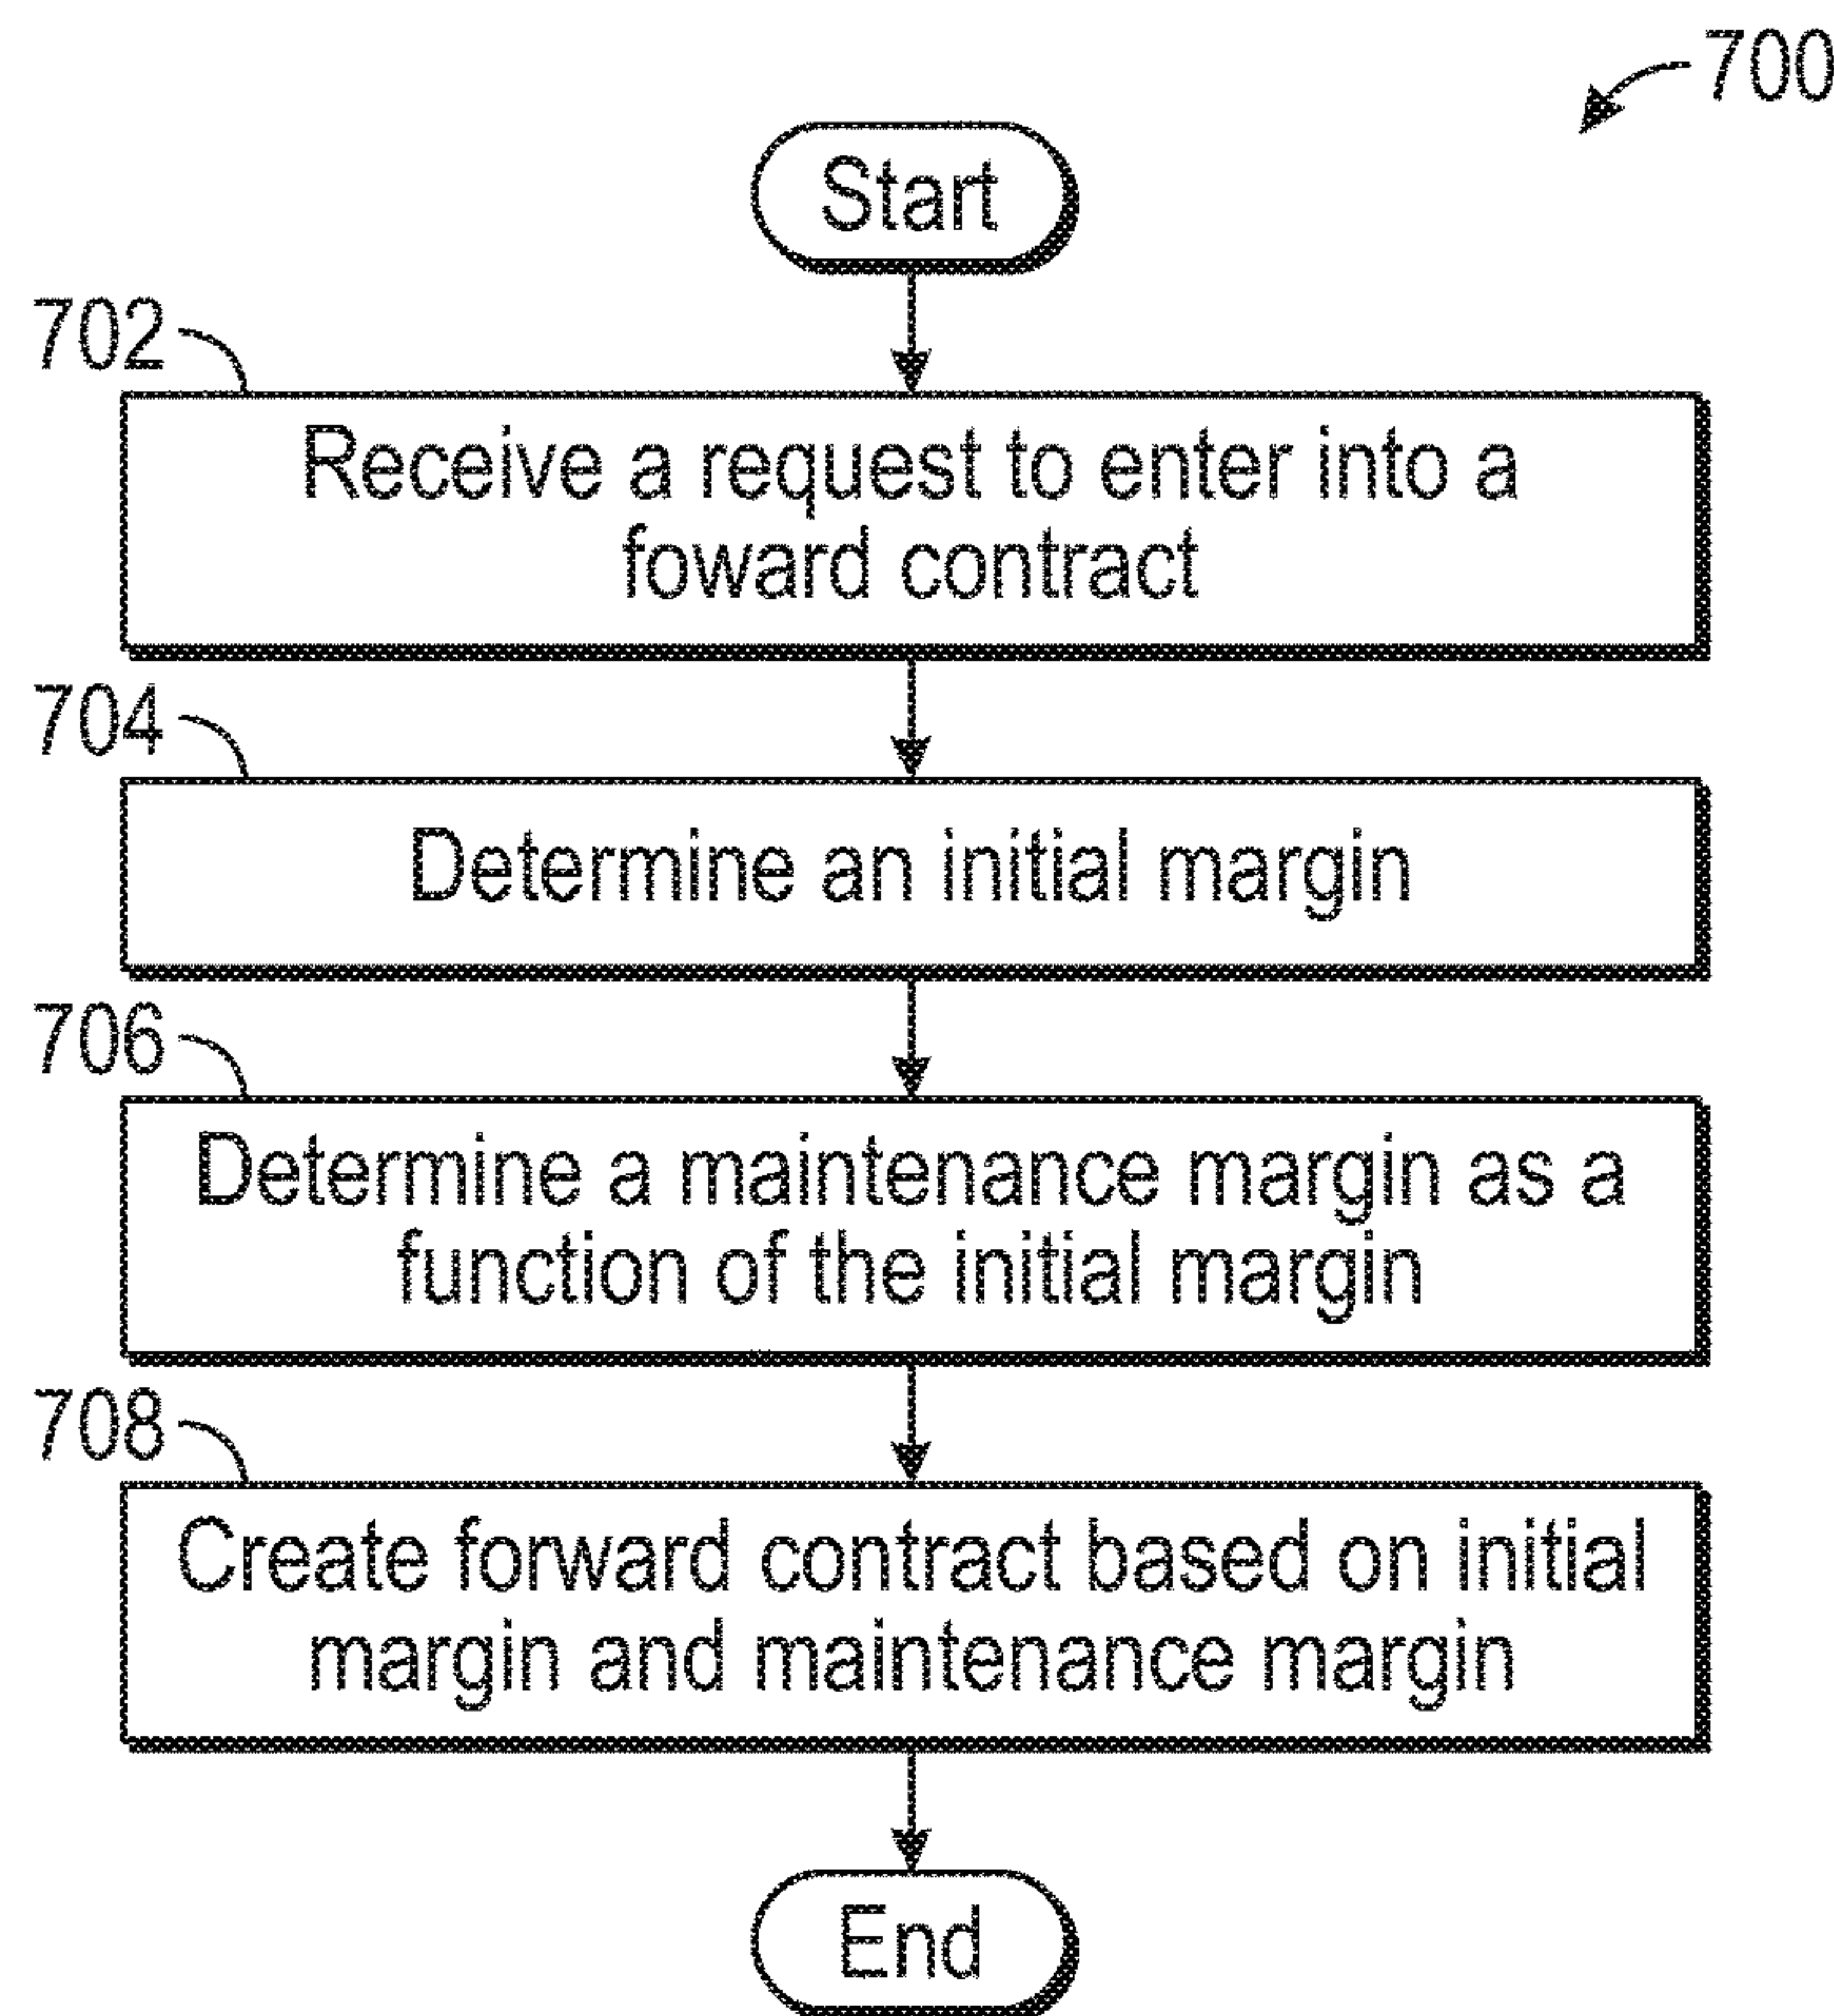 700
Start
702
Receive a request to enter into a
foward contract
704
Determine an initial margin
706
Determine a maintenance margin as a
function of the initial margin
708
Create forward contract based on initial
margin and maintenance margin
End